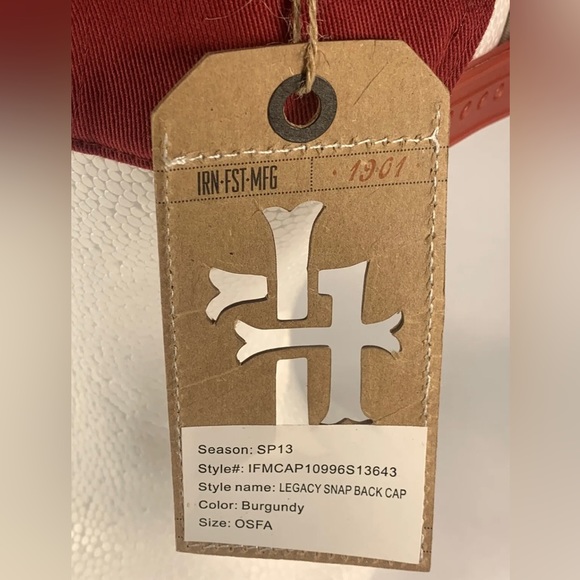 IRN·FST·MFG
·1901·
Season: SP13
Style#: IFMCAP10996S13643
Style name: LEGACY SNAP BACK CAP
Color: Burgundy
Size: OSFA